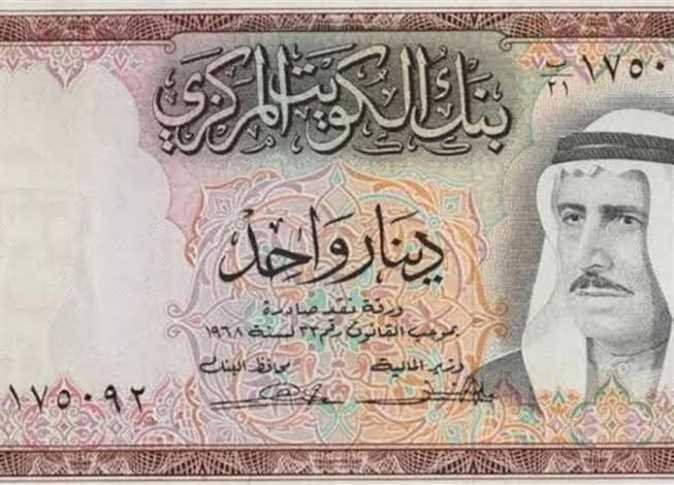 بنك الكويت المركزي
ب/٢١ ١٧٥٠
دينار واحد
ورقة نقد صادرة
بموجب القانون رقم ٣٢ لسنة ١٩٦٨
وزير المالية محافظ البنك
١٧٥٠٩٢